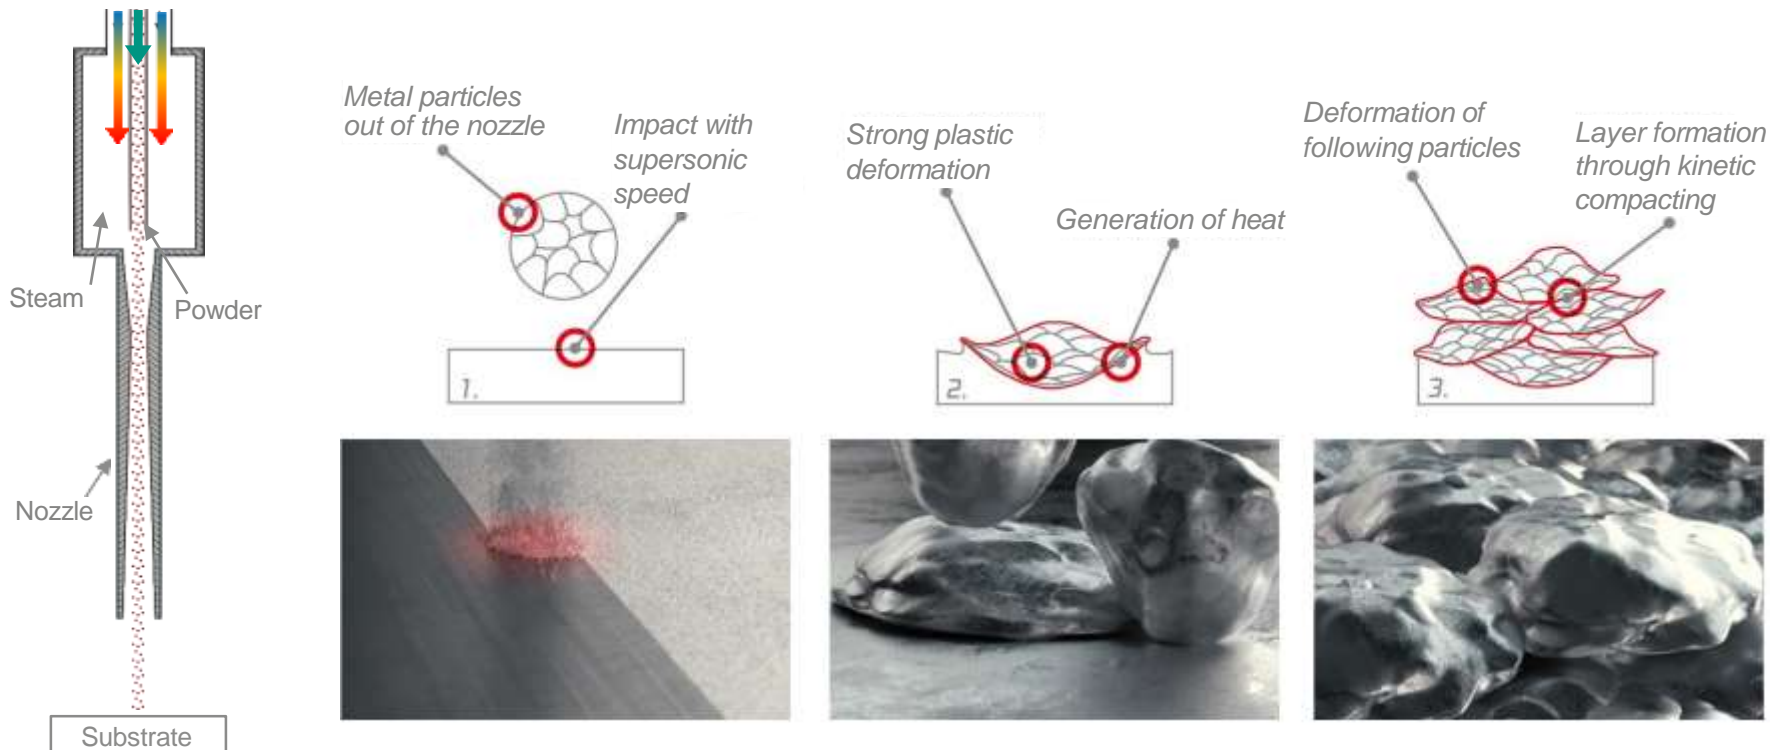 Steam
Powder
Nozzle
Substrate
Metal particles
out of the nozzle
Impact with
supersonic
speed
1.
Strong plastic
deformation
Generation of heat
2.
Deformation of
following particles
Layer formation
through kinetic
compacting
3.